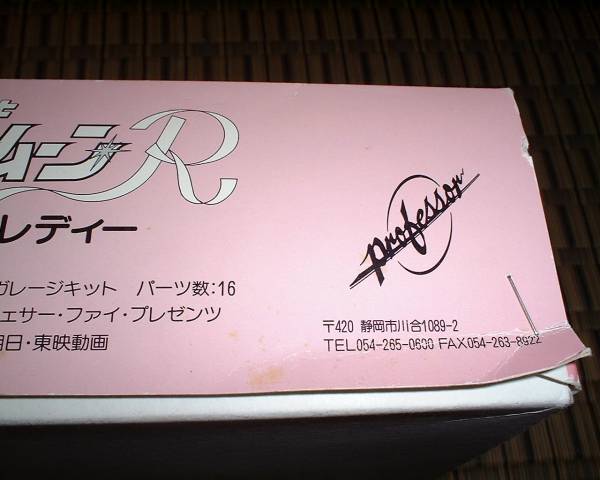 ムーンR
レディー
professor
ガレージキット パーツ数:16
ェサー・ファイ・プレゼンツ
〒420 静岡市川合1089-2
日・東映動画
TEL054-265-0600 FAX054-263-8922